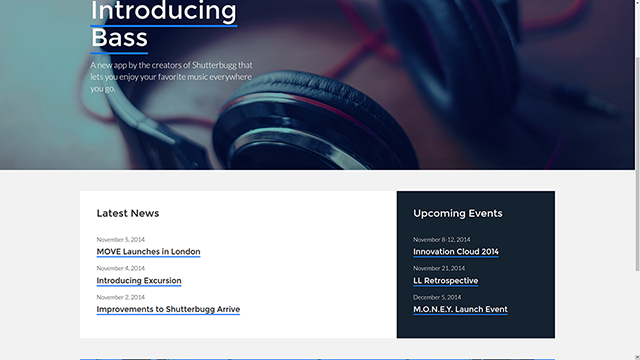 Introducing
Bass
A new app by the creators of Shutterbugg that
lets you enjoy your favorite music everywhere
you go.
Latest News
November 5, 2014
MOVE Launches in London
November 4, 2014
Introducing Excursion
November 2, 2014
Improvements to Shutterbugg Arrive
Upcoming Events
November 8-12, 2014
Innovation Cloud 2014
November 21, 2014
LL Retrospective
December 5, 2014
M.O.N.E.Y. Launch Event